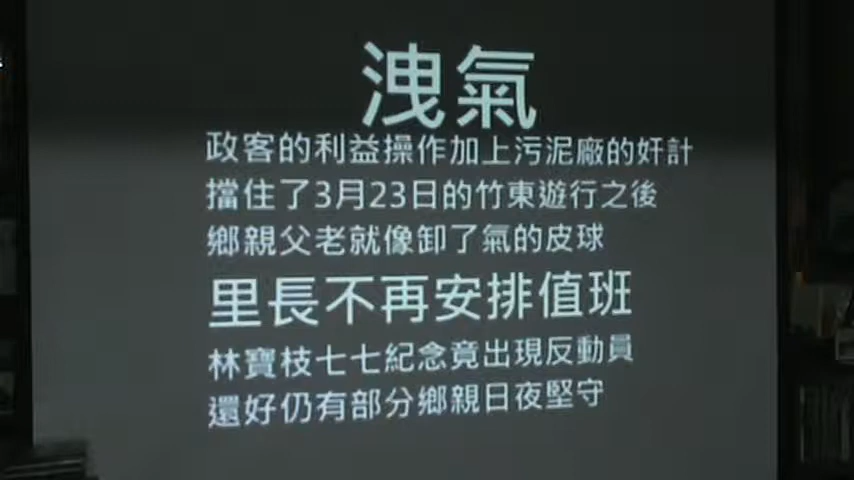 洩氣
政客的利益操作加上污泥廠的奸計
擋住了3月23日的竹東遊行之後
鄉親父老就像卸了氣的皮球
里長不再安排值班
林寶枝七七紀念竟出現反動員
還好仍有部分鄉親日夜堅守